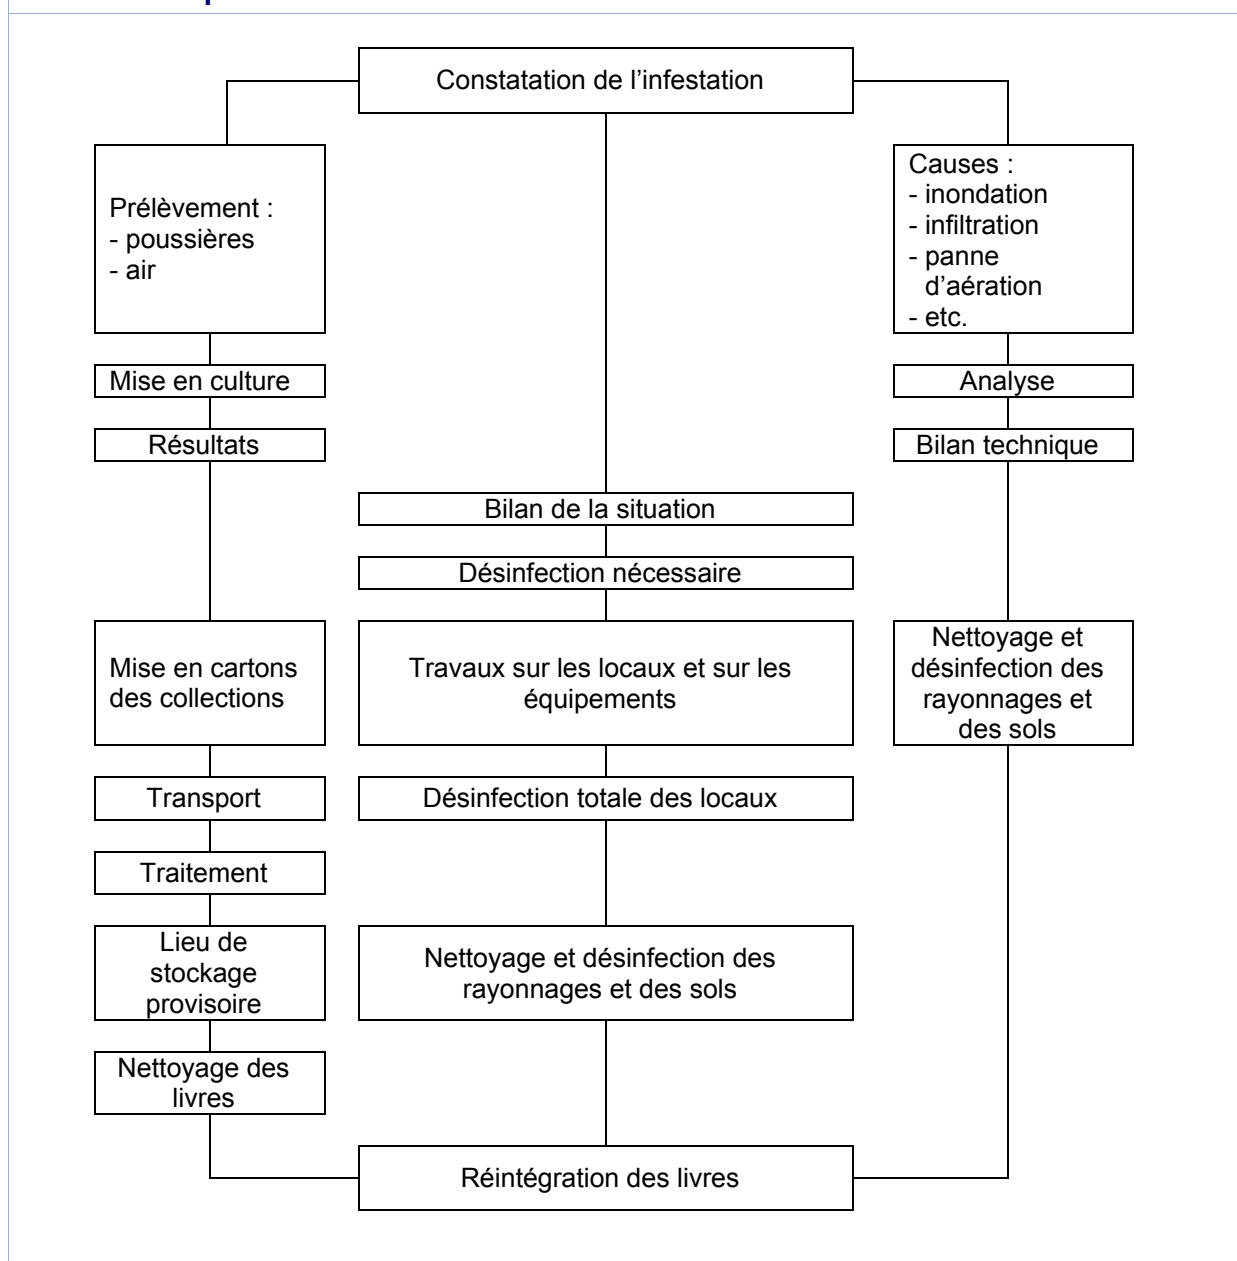 Constatation de l’infestation
Prélèvement :
- poussières
- air
Causes :
- inondation
- infiltration
- panne
d’aération
- etc.
Mise en culture
Analyse
Résultats
Bilan technique
Bilan de la situation
Désinfection nécessaire
Mise en cartons
des collections
Travaux sur les locaux et sur les
équipements
Nettoyage et
désinfection des
rayonnages et
des sols
Transport
Désinfection totale des locaux
Traitement
Lieu de
stockage
provisoire
Nettoyage et désinfection des
rayonnages et des sols
Nettoyage des
livres
Réintégration des livres